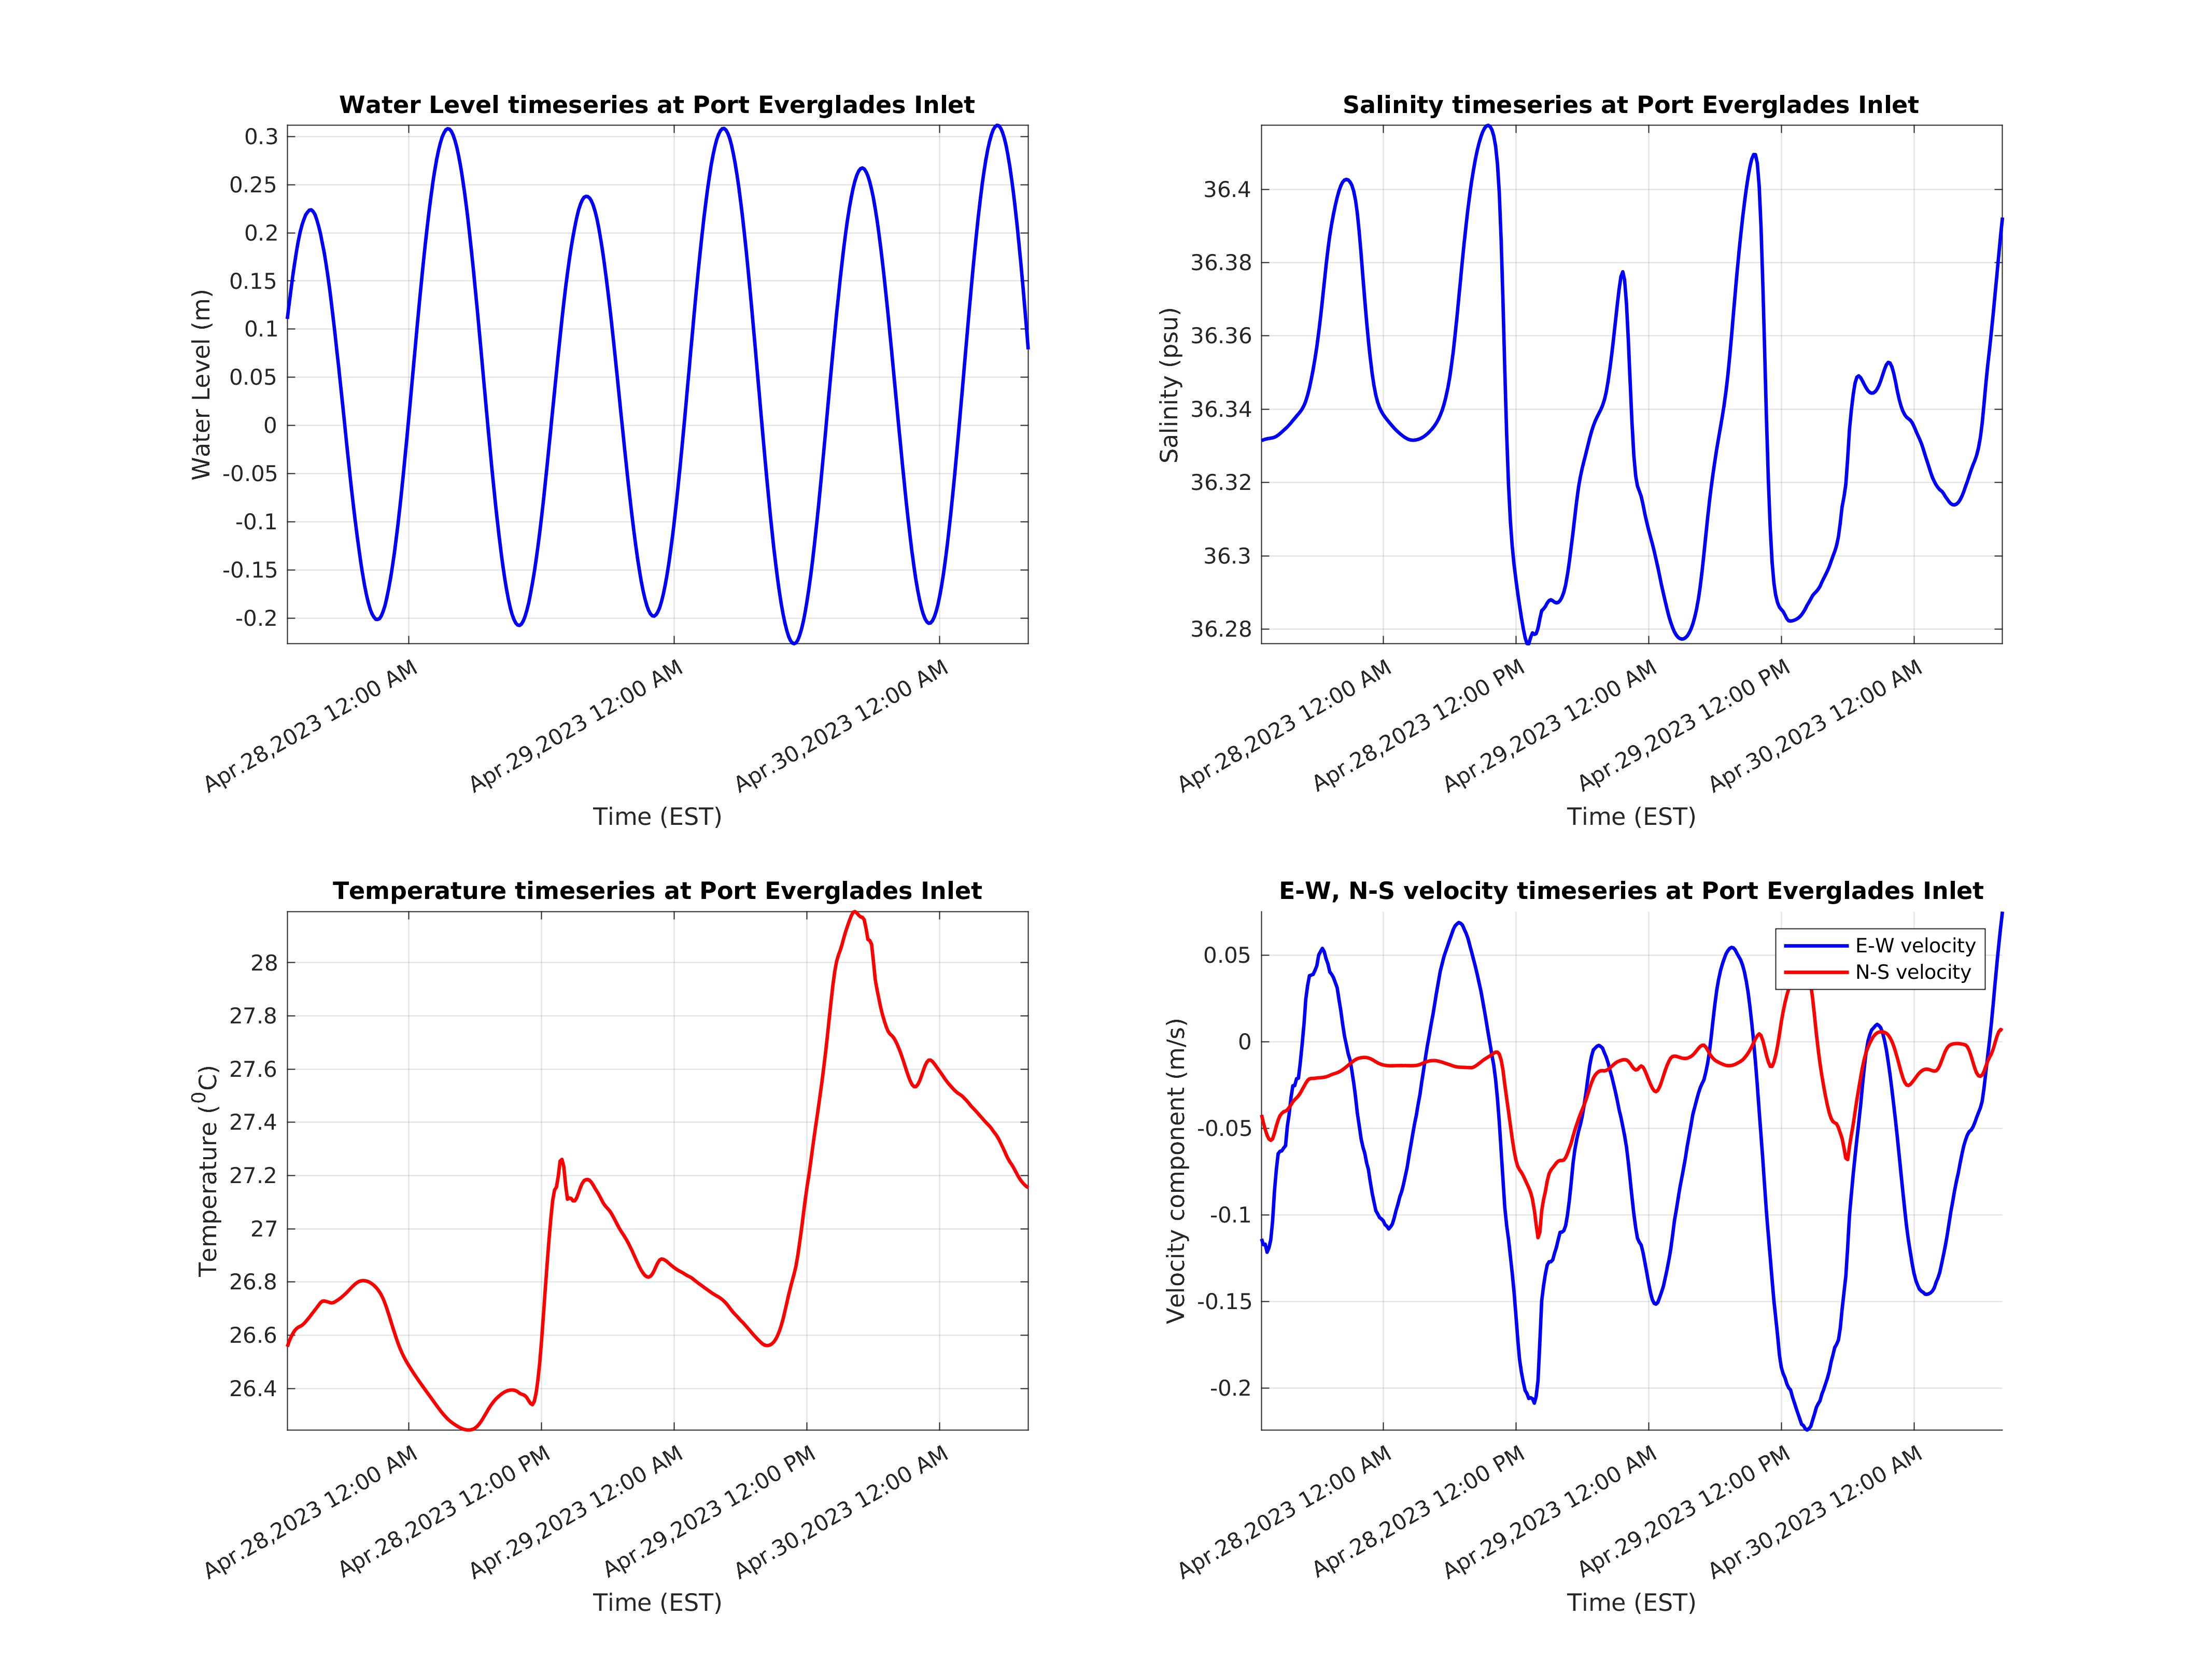 Water Level timeseries at Port Everglades Inlet
0.3
0.25
0.2
0.15
0.1
0.05
0
-0.05
-0.1
-0.15
-0.2
Water Level (m)
Apr.28,2023 12:00 AM
Apr.29,2023 12:00 AM
Apr.30,2023 12:00 AM
Time (EST)
Salinity timeseries at Port Everglades Inlet
36.4
36.38
36.36
36.34
36.32
36.3
36.28
Salinity (psu)
Apr.28,2023 12:00 AM
Apr.28,2023 12:00 PM
Apr.29,2023 12:00 AM
Apr.29,2023 12:00 PM
Apr.30,2023 12:00 AM
Time (EST)
Temperature timeseries at Port Everglades Inlet
28
27.8
27.6
27.4
27.2
27
26.8
26.6
26.4
Temperature (⁰C)
Apr.28,2023 12:00 AM
Apr.28,2023 12:00 PM
Apr.29,2023 12:00 AM
Apr.29,2023 12:00 PM
Apr.30,2023 12:00 AM
Time (EST)
E-W, N-S velocity timeseries at Port Everglades Inlet
E-W velocity
N-S velocity
0.05
0
-0.05
-0.1
-0.15
-0.2
Velocity component (m/s)
Apr.28,2023 12:00 AM
Apr.28,2023 12:00 PM
Apr.29,2023 12:00 AM
Apr.29,2023 12:00 PM
Apr.30,2023 12:00 AM
Time (EST)